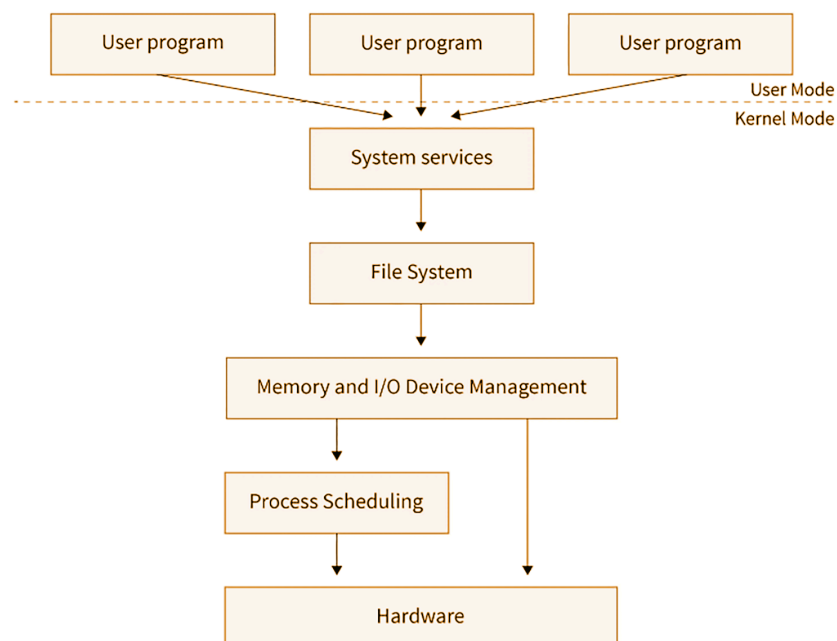 User program
User program
User program
User Mode
Kernel Mode
System services
File System
Memory and I/O Device Management
Process Scheduling
Hardware